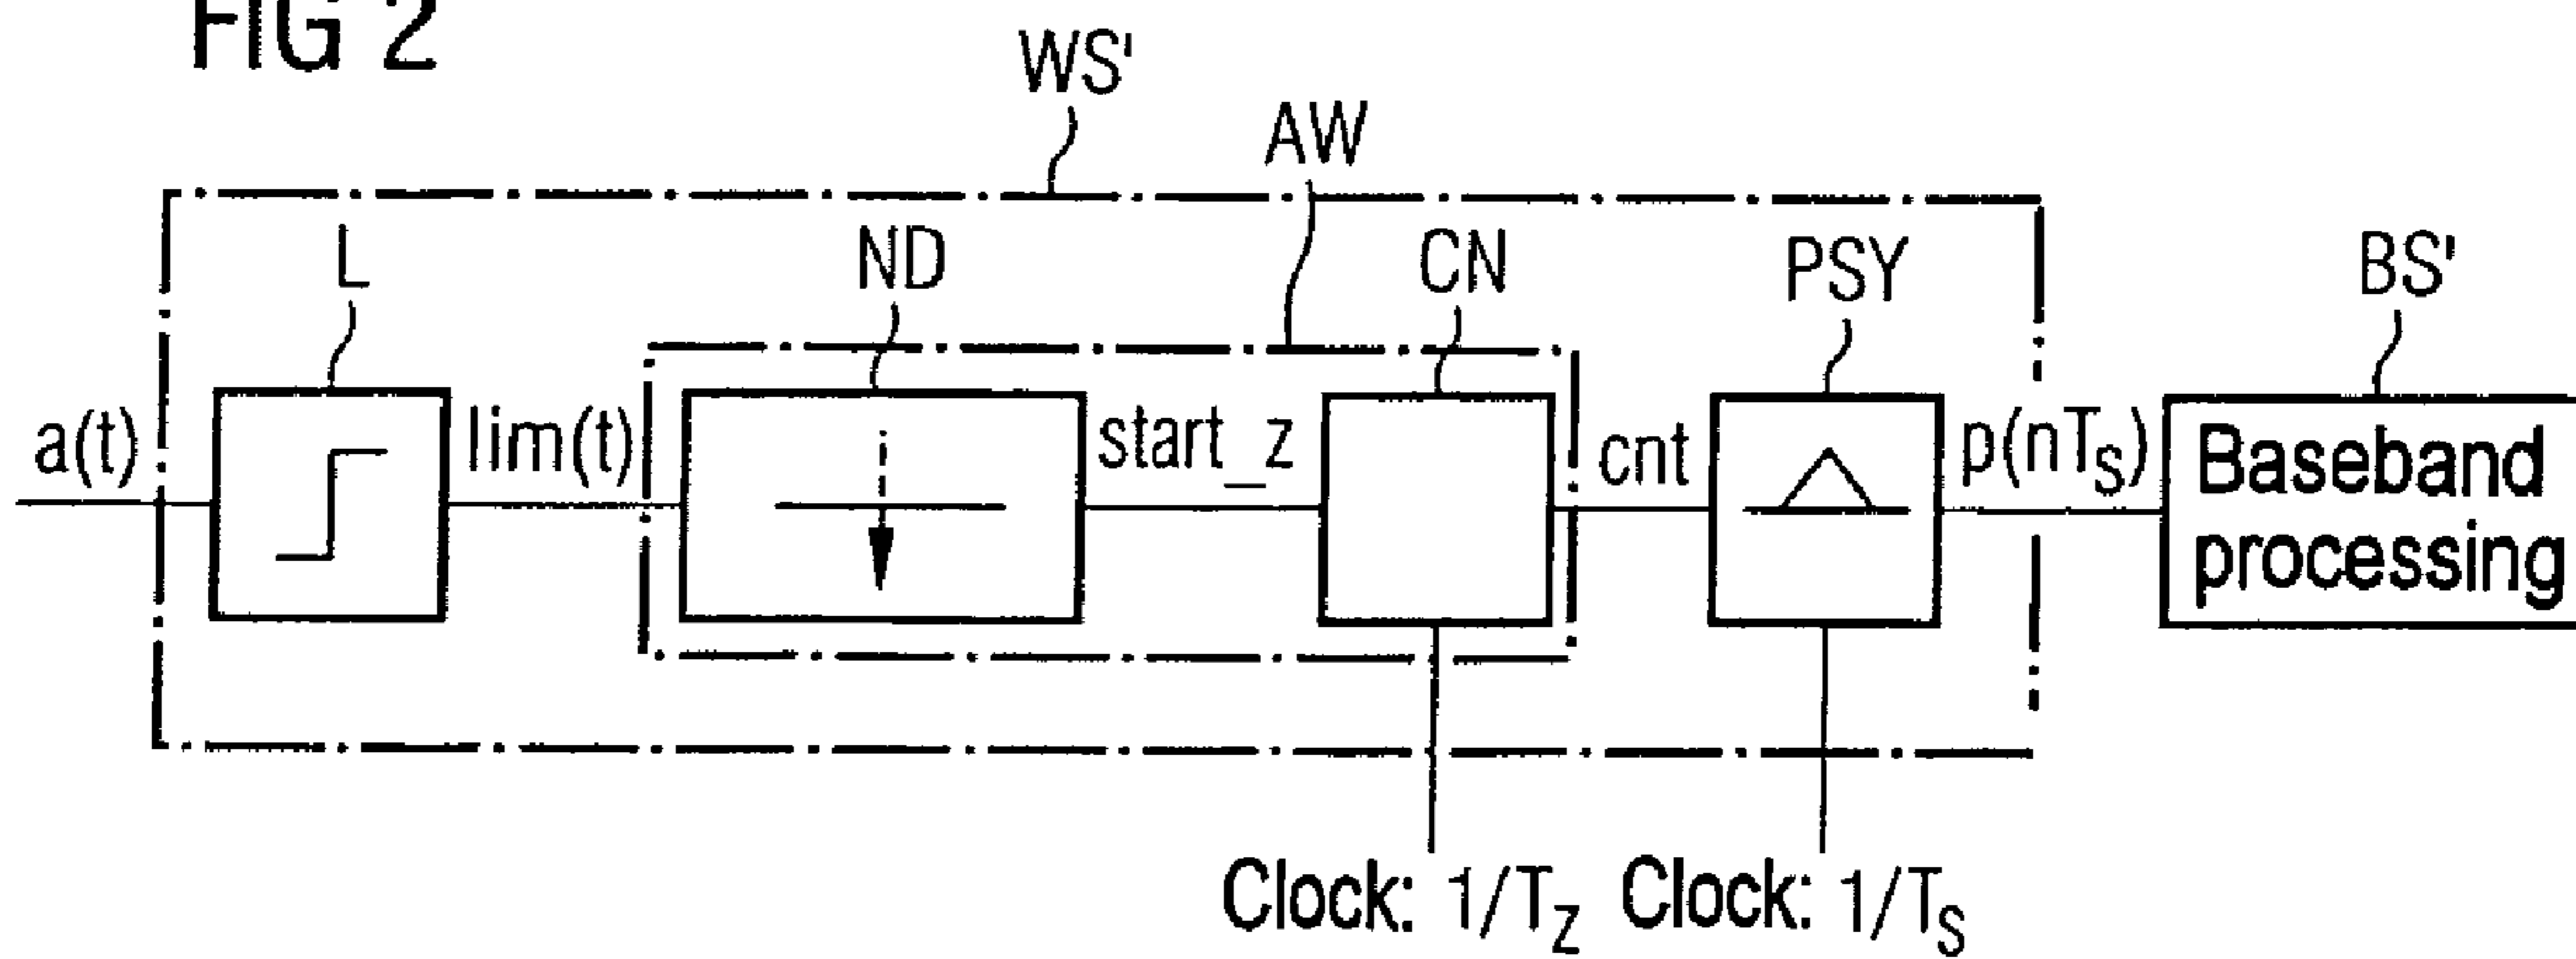 FIG 2
WS'
AW
L
ND
CN
PSY
BS'
a(t)
lim(t)
start_z
cnt
p(nTs)
Baseband
processing
Clock: 1/Tz
Clock: 1/Ts